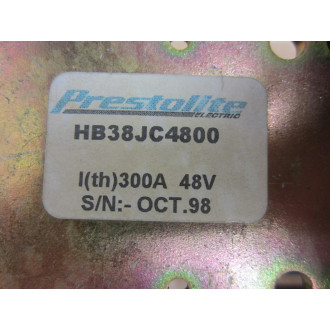 Prestolite
ELECTRIC
HB38JC4800
I(th)300A 48V
S/N:- OCT.98